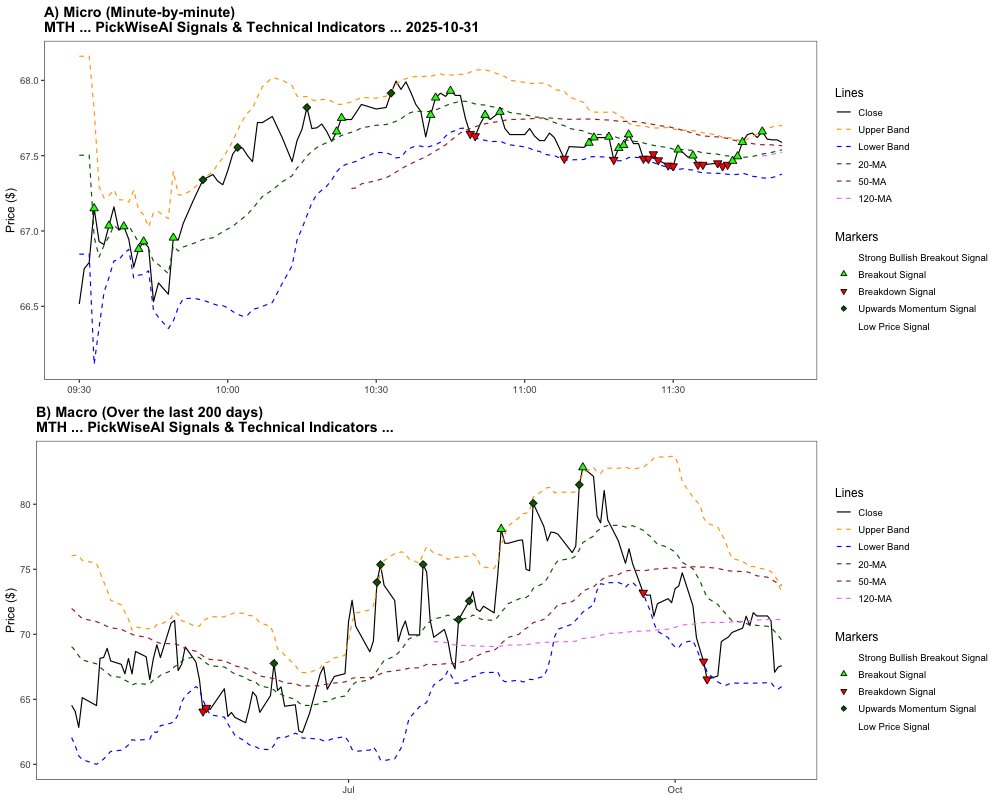 A) Micro (Minute-by-minute)
MTH ... PickWiseAI Signals & Technical Indicators ... 2025-10-31
Price ($)
68.0
67.5
67.0
66.5
09:30
10:00
10:30
11:00
11:30
Lines
Close
Upper Band
Lower Band
20-MA
50-MA
120-MA
Markers
Strong Bullish Breakout Signal
Breakout Signal
Breakdown Signal
Upwards Momentum Signal
Low Price Signal
B) Macro (Over the last 200 days)
MTH ... PickWiseAI Signals & Technical Indicators ...
Price ($)
80
75
70
65
60
Jul
Oct
Lines
Close
Upper Band
Lower Band
20-MA
50-MA
120-MA
Markers
Strong Bullish Breakout Signal
Breakout Signal
Breakdown Signal
Upwards Momentum Signal
Low Price Signal